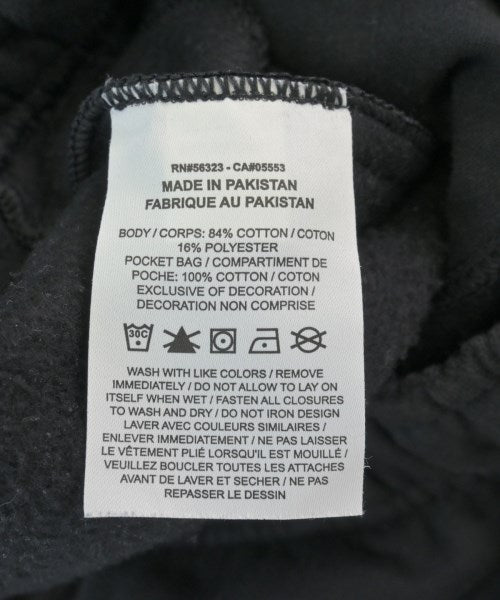 RN#56323 - CA#05553
MADE IN PAKISTAN
FABRIQUE AU PAKISTAN
BODY / CORPS: 84% COTTON / COTON
16% POLYESTER
POCKET BAG / COMPARTIMENT DE
POCHE: 100% COTTON / COTON
EXCLUSIVE OF DECORATION /
DECORATION NON COMPRISE
30C
WASH WITH LIKE COLORS / REMOVE
IMMEDIATELY / DO NOT ALLOW TO LAY ON
ITSELF WHEN WET / FASTEN ALL CLOSURES
TO WASH AND DRY / DO NOT IRON DESIGN
LAVER AVEC COULEURS SIMILAIRES /
ENLEVER IMMEDIATEMENT / NE PAS LAISSER
LE VÊTEMENT PLIÉ LORSQU'IL EST MOUILLÉ /
VEUILLEZ BOUCLER TOUTES LES ATTACHES
AVANT DE LAVER ET SECHER / NE PAS
REPASSER LE DESSIN